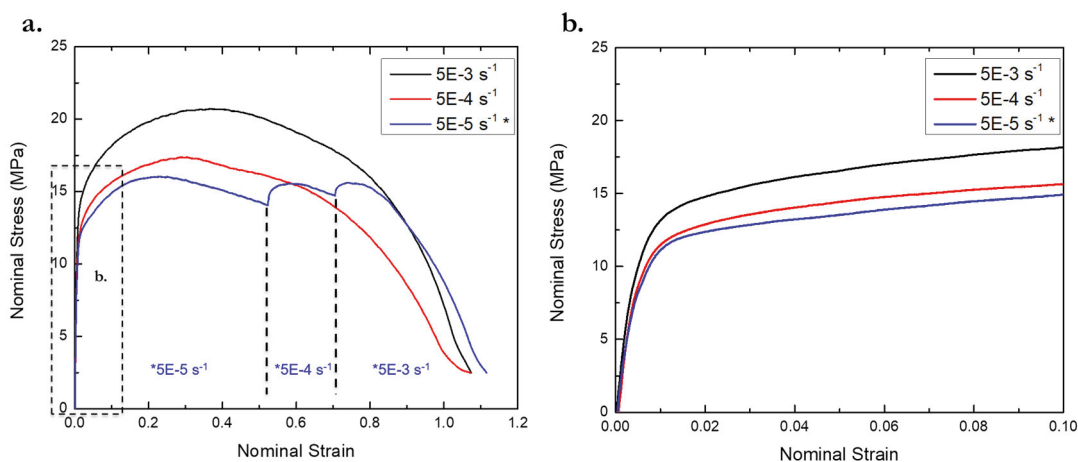 a.
25
20
15
10
5
0
Nominal Stress (MPa)
5E-3 s-1
5E-4 s-1
5E-5 s-1 *
b.
*5E-5 s-1
*5E-4 s-1
*5E-3 s-1
0.0 0.2 0.4 0.6 0.8 1.0 1.2
Nominal Strain
b.
25
20
15
10
5
0
Nominal Stress (MPa)
5E-3 s-1
5E-4 s-1
5E-5 s-1 *
0.00 0.02 0.04 0.06 0.08 0.10
Nominal Strain